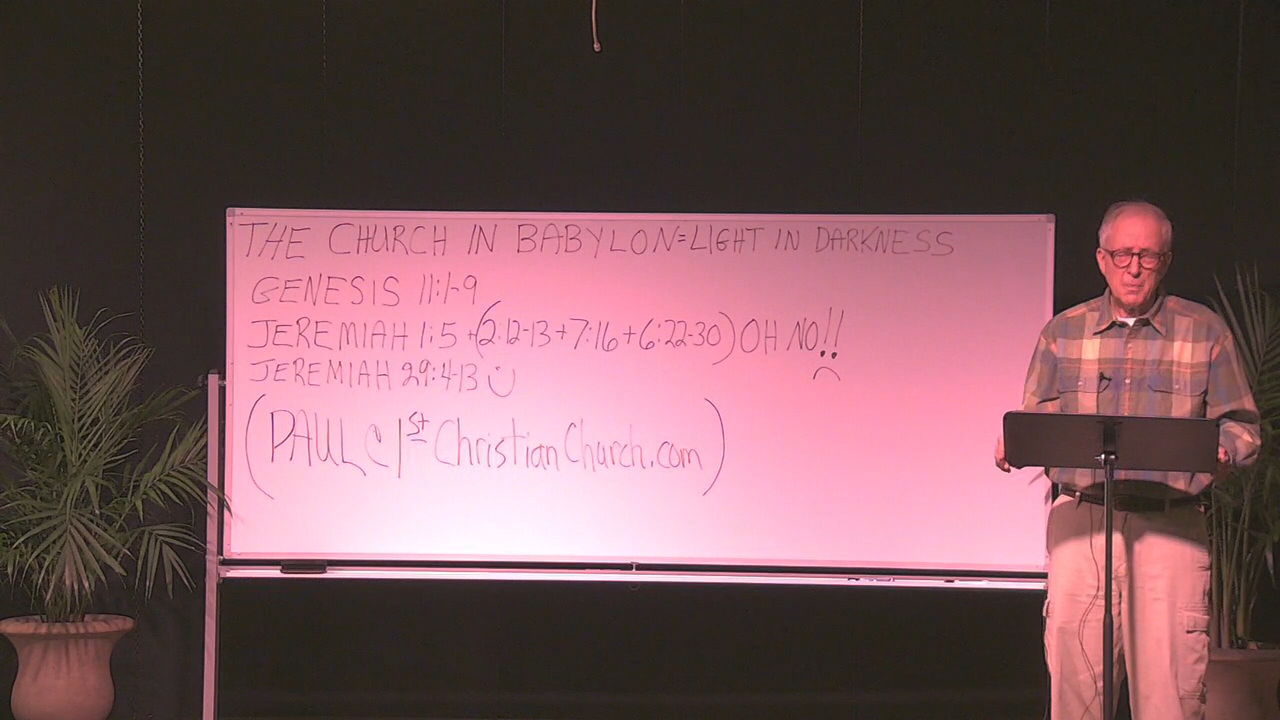 THE CHURCH IN BABYLON=LIGHT IN DARKNESS
GENESIS 11:1-9
JEREMIAH 1:5 +(2:12-13+7:16+6:22-30) OH NO!!
JEREMIAH 29:4-13
(PAUL@1st ChristianChurch.com)